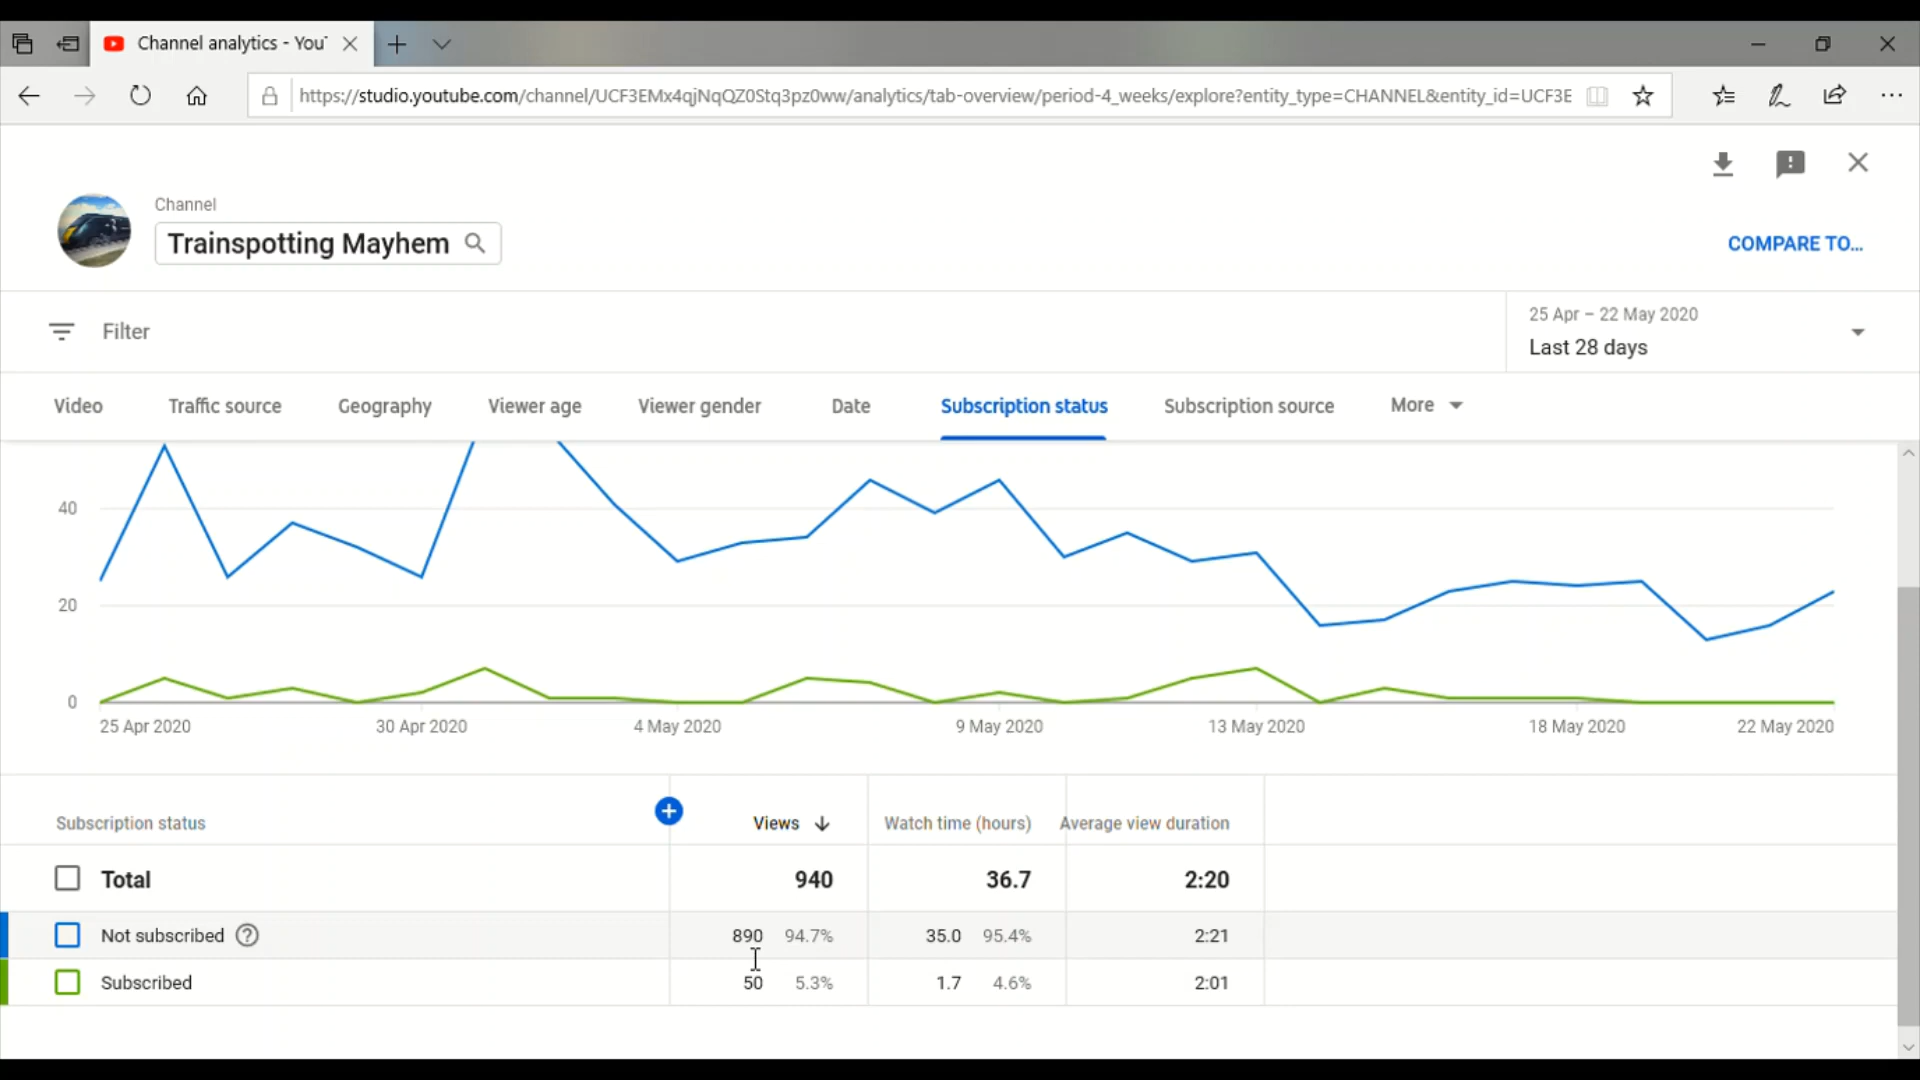 Channel analytics - You
https://studio.youtube.com/channel/UCF3EMx4qjNqQZ0Stq3pz0ww/analytics/tab-overview/period-4_weeks/explore?entity_type=CHANNEL&entity_id=UCF3E
Channel
Trainspotting Mayhem
COMPARE TO...
Filter
25 Apr – 22 May 2020
Last 28 days
Video Traffic source Geography Viewer age Viewer gender Date Subscription status Subscription source More
40
20
0
25 Apr 2020 30 Apr 2020 4 May 2020 9 May 2020 13 May 2020 18 May 2020 22 May 2020
Subscription status Views Watch time (hours) Average view duration
Total 940 36.7 2:20
Not subscribed 890 94.7% 35.0 95.4% 2:21
Subscribed 50 5.3% 1.7 4.6% 2:01